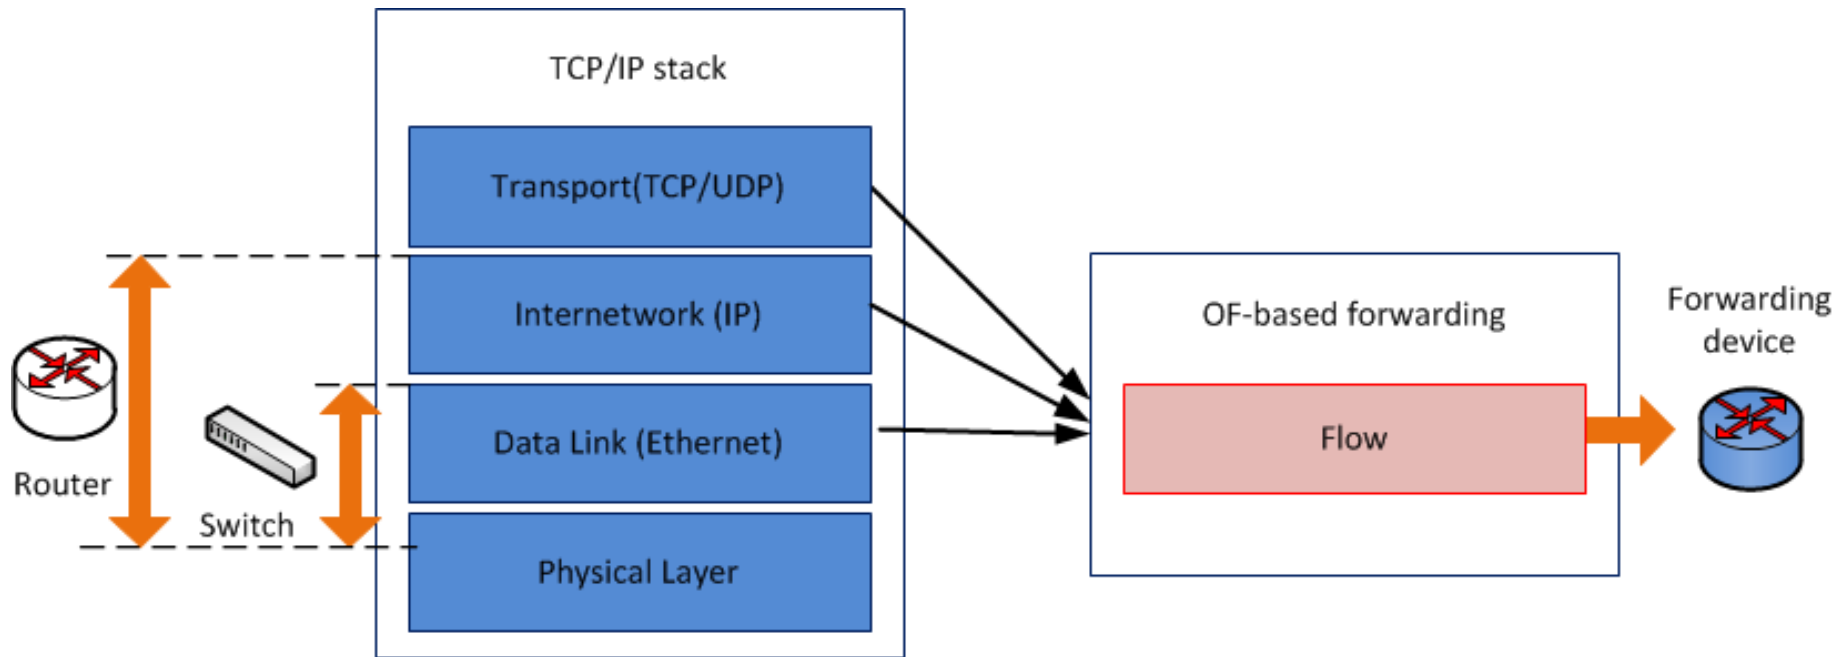 TCP/IP stack
Transport(TCP/UDP)
Internetwork (IP)
Data Link (Ethernet)
Physical Layer
Router
Switch
OF-based forwarding
Flow
Forwarding
device